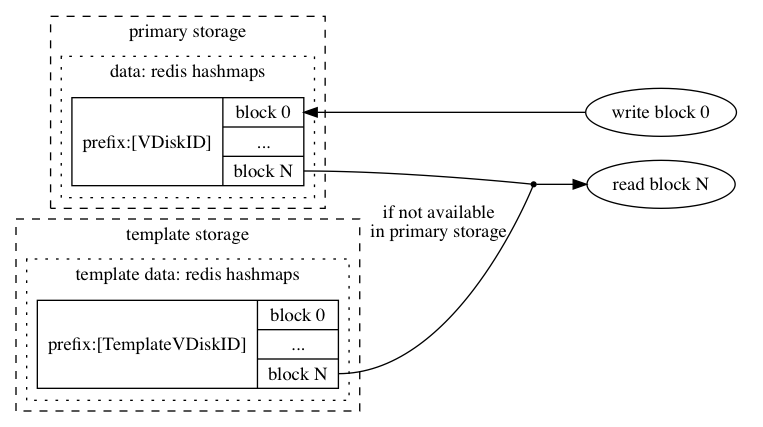 primary storage
data: redis hashmaps
prefix:[VDiskID]
block 0
...
block N
write block 0
read block N
if not available
in primary storage
template storage
template data: redis hashmaps
prefix:[TemplateVDiskID]
block 0
...
block N